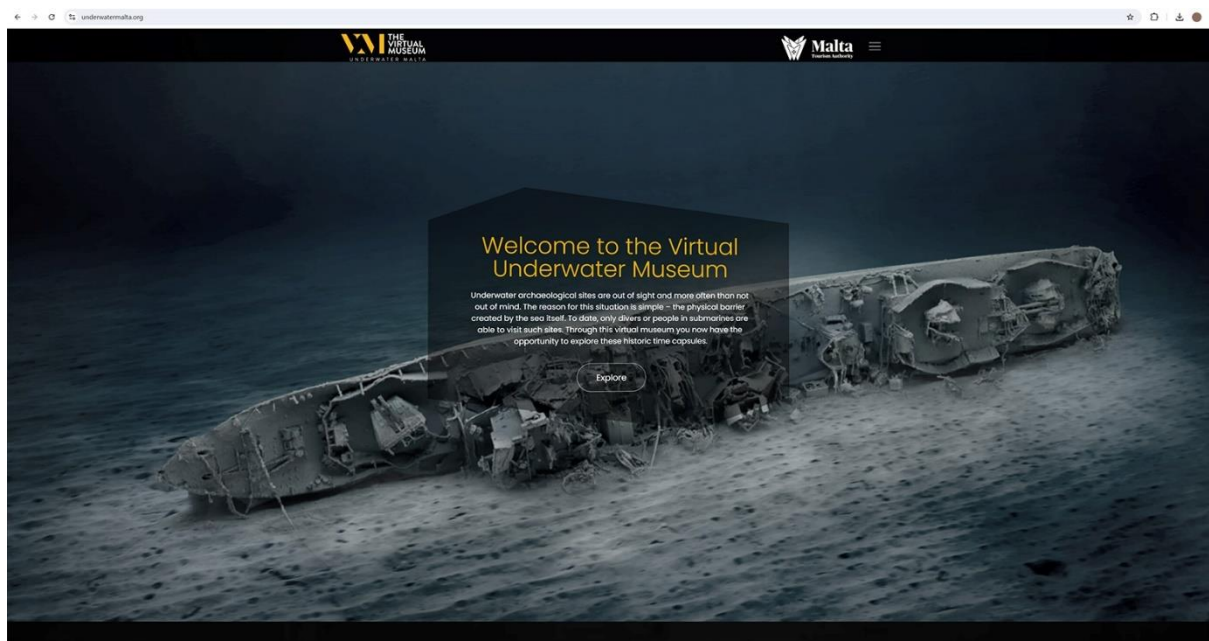 underwatermalta.org
VM THE
VIRTUAL
MUSEUM
UNDERWATER MALTA
Malta
Tourism Authority
Welcome to the Virtual
Underwater Museum
Underwater archaeological sites are out of sight and more often than not
out of mind. The reason for this situation is simple – the physical barrier
created by the sea itself. To date, only divers or people in submarines are
able to visit such sites. Through this virtual museum you now have the
opportunity to explore these historic time capsules.
Explore